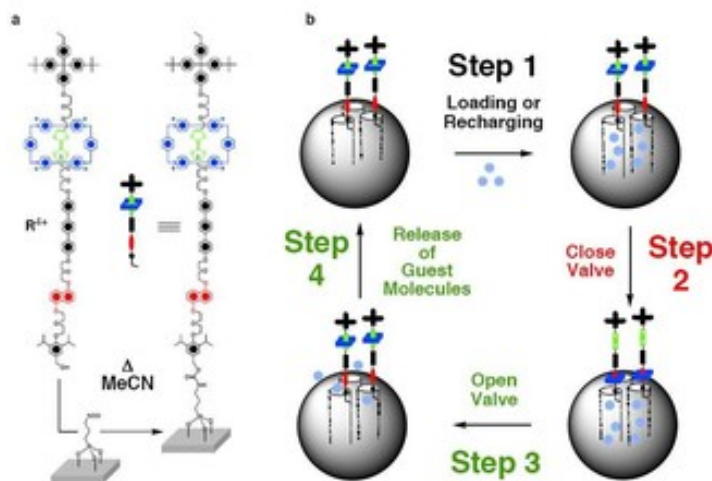 a
b
R⁴⁺
Δ
MeCN
Step 1
Loading or
Recharging
Close
Valve
Step
2
Open
Valve
Step 3
Step
4
Release
of
Guest
Molecules